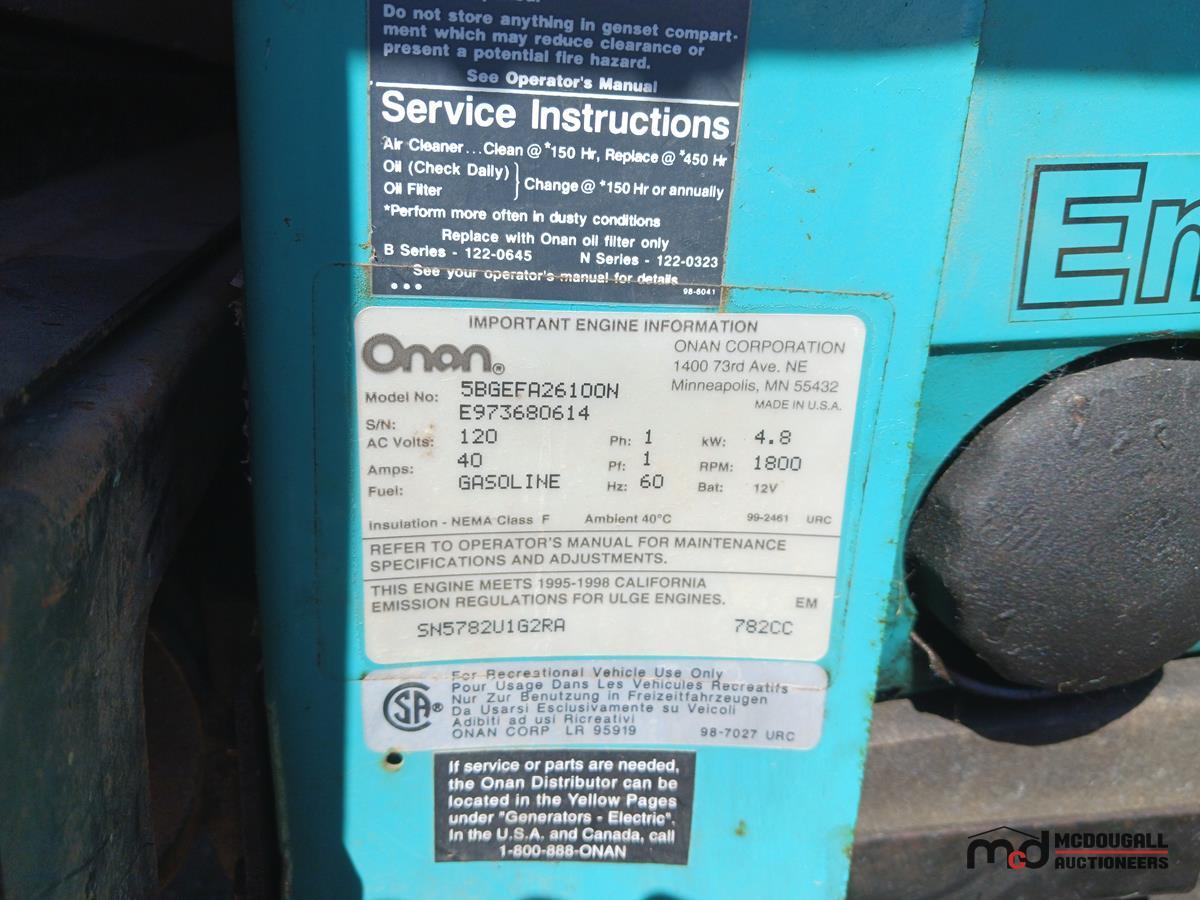 Do not store anything in genset compart-
ment which may reduce clearance or
present a potential fire hazard.
See Operator's Manual
Service Instructions
Air Cleaner...Clean @ *150 Hr, Replace @ *450 Hr
Oil (Check Daily)
Oil Filter
} Change @ *150 Hr or annually
*Perform more often in dusty conditions
Replace with Onan oil filter only
B Series - 122-0645 N Series - 122-0323
See your operator's manual for details
98-6041
En
IMPORTANT ENGINE INFORMATION
Onan®
ONAN CORPORATION
1400 73rd Ave. NE
Minneapolis, MN 55432
MADE IN U.S.A.
Model No: 5BGEFA26100N
S/N: E973680614
AC Volts: 120 Ph: 1 kW: 4.8
Amps: 40 Pf: 1 RPM: 1800
Fuel: GASOLINE Hz: 60 Bat: 12V
Insulation - NEMA Class F Ambient 40°C 99-2461 URC
REFER TO OPERATOR'S MANUAL FOR MAINTENANCE
SPECIFICATIONS AND ADJUSTMENTS.
THIS ENGINE MEETS 1995-1998 CALIFORNIA
EMISSION REGULATIONS FOR ULGE ENGINES. EM
SN5782U1G2RA 782CC
For Recreational Vehicle Use Only
Pour Usage Dans Les Vehicules Recreatifs
Nur Zur Benutzung in Freizeitfahrzeugen
Da Usarsi Esclusivamente su Veicoli
Adibiti ad usi Ricreativi
ONAN CORP LR 95919 98-7027 URC
CSA®
If service or parts are needed,
the Onan Distributor can be
located in the Yellow Pages
under "Generators - Electric".
In the U.S.A. and Canada, call
1-800-888-ONAN
mcd MCDOUGALL
AUCTIONEERS